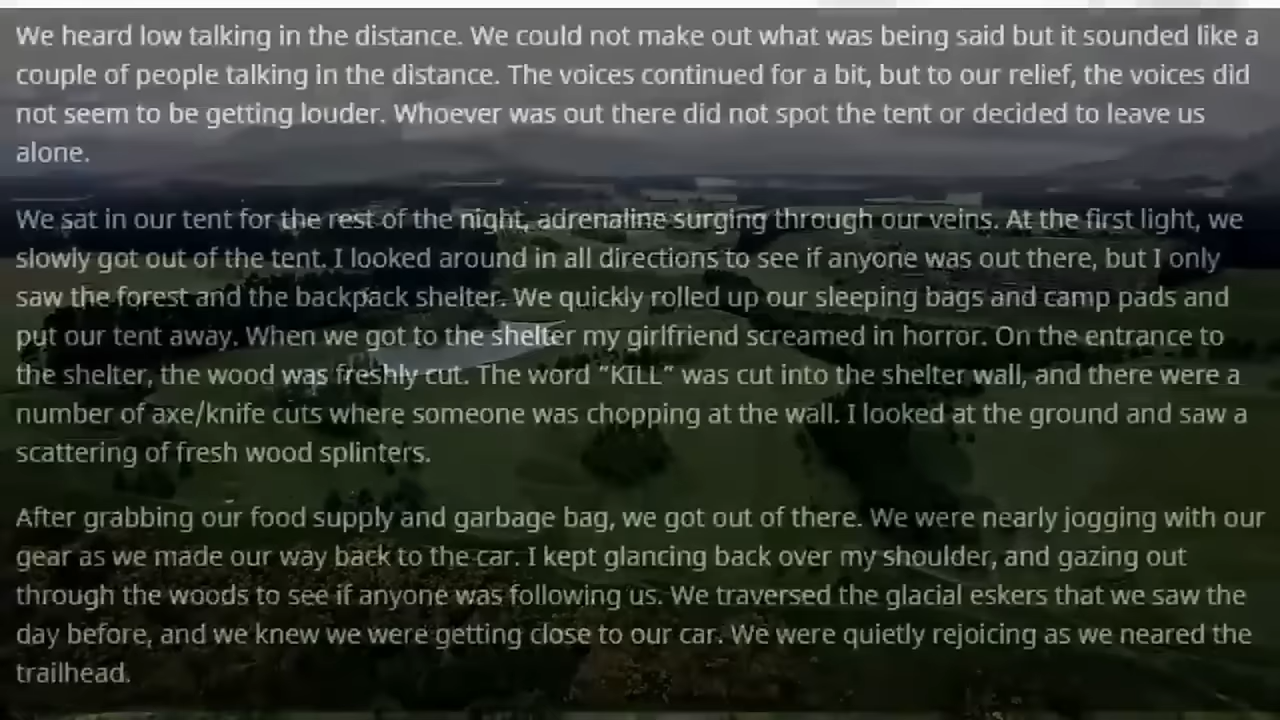 We heard low talking in the distance. We could not make out what was being said but it sounded like a
couple of people talking in the distance. The voices continued for a bit, but to our relief, the voices did
not seem to be getting louder. Whoever was out there did not spot the tent or decided to leave us
alone.
We sat in our tent for the rest of the night, adrenaline surging through our veins. At the first light, we
slowly got out of the tent. I looked around in all directions to see if anyone was out there, but I only
saw the forest and the backpack shelter. We quickly rolled up our sleeping bags and camp pads and
put our tent away. When we got to the shelter my girlfriend screamed in horror. On the entrance to
the shelter, the wood was freshly cut. The word “KILL” was cut into the shelter wall, and there were a
number of axe/knife cuts where someone was chopping at the wall. I looked at the ground and saw a
scattering of fresh wood splinters.
After grabbing our food supply and garbage bag, we got out of there. We were nearly jogging with our
gear as we made our way back to the car. I kept glancing back over my shoulder, and gazing out
through the woods to see if anyone was following us. We traversed the glacial eskers that we saw the
day before, and we knew we were getting close to our car. We were quietly rejoicing as we neared the
trailhead.